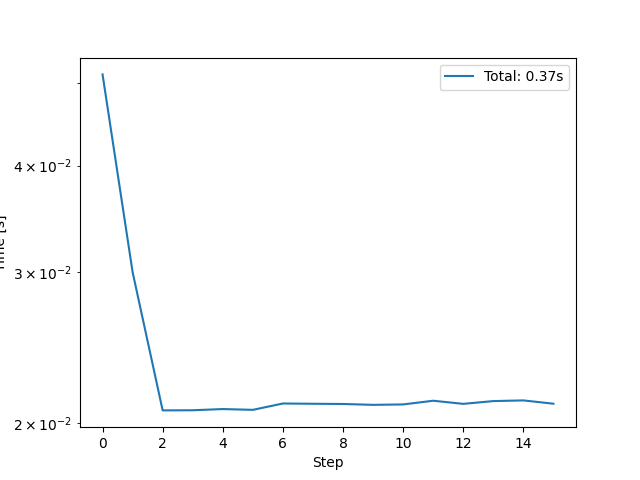 Total: 0.37s
4 × 10⁻²
3 × 10⁻²
2 × 10⁻²
Time [s]
0 2 4 6 8 10 12 14
Step